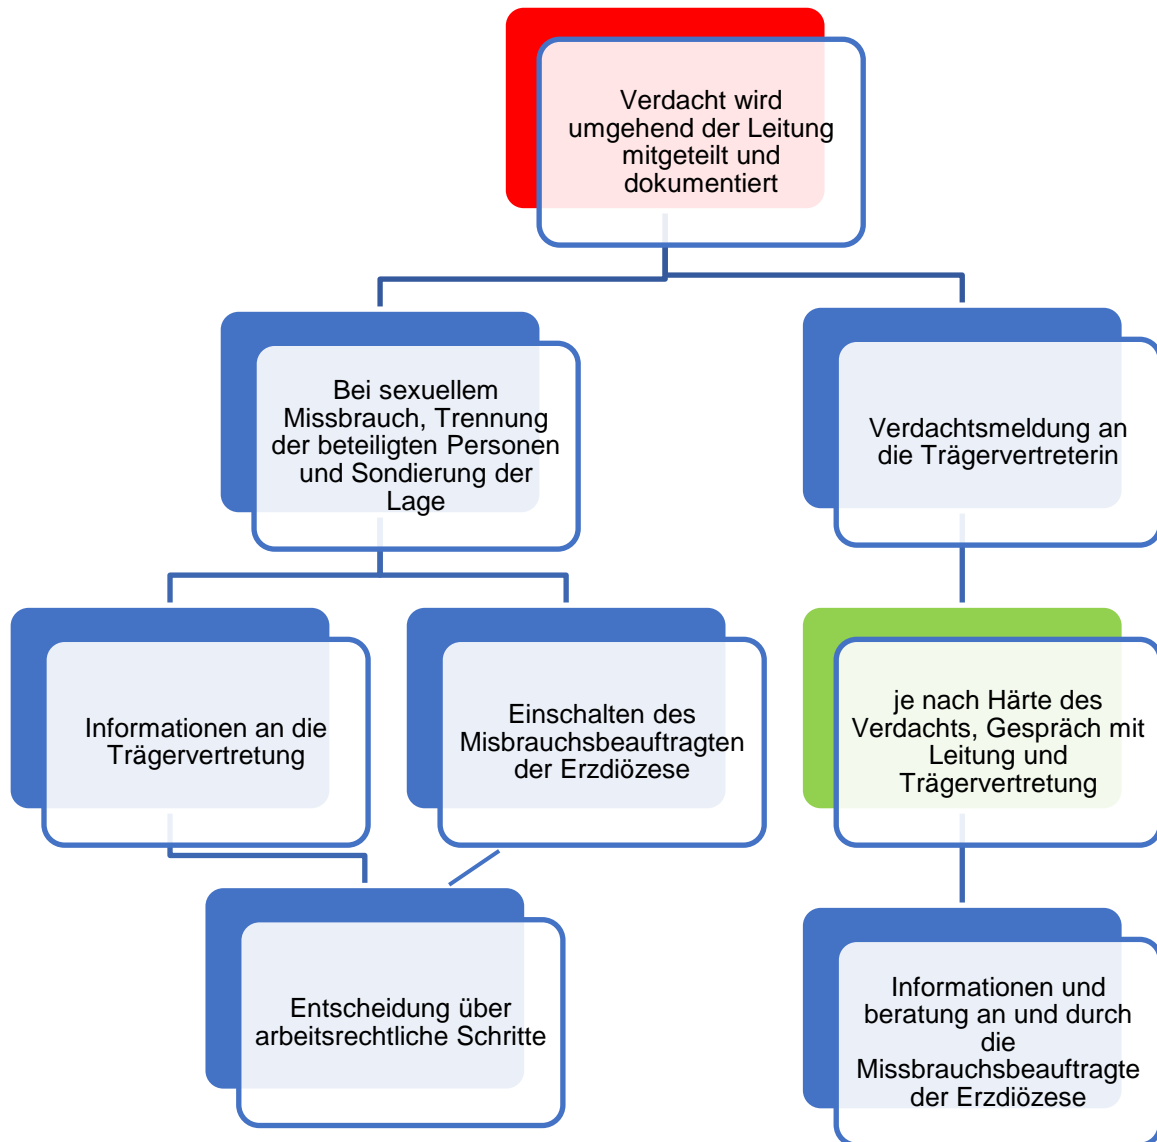 Verdacht wird
umgehend der Leitung
mitgeteilt und
dokumentiert
Bei sexuellem
Missbrauch, Trennung
der beteiligten Personen
und Sondierung der
Lage
Verdachtsmeldung an
die Trägervertreterin
Informationen an die
Trägervertretung
Einschalten des
Misbrauchsbeauftragten
der Erzdiözese
je nach Härte des
Verdachts, Gespräch mit
Leitung und
Trägervertretung
Entscheidung über
arbeitsrechtliche Schritte
Informationen und
beratung an und durch
die
Missbrauchsbeauftragte
der Erzdiözese